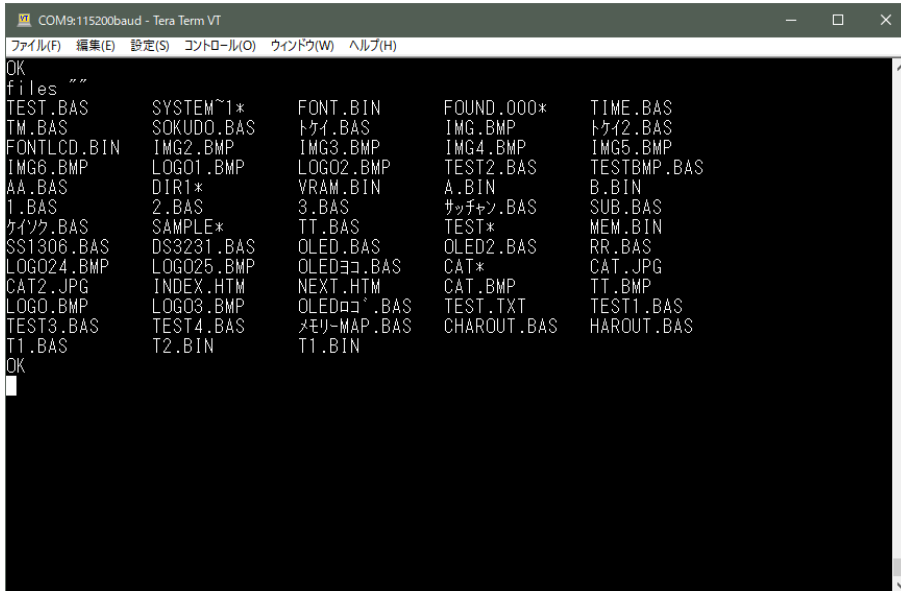 COM9:115200baud - Tera Term VT
ファイル(F) 編集(E) 設定(S) コントロール(O) ウィンドウ(W) ヘルプ(H)
OK
files ""
TEST.BAS SYSTEM~1* FONT.BIN FOUND.000* TIME.BAS
TM.BAS SOKUDO.BAS ﾄｹｲ.BAS IMG.BMP ﾄｹｲ2.BAS
FONTLCD.BIN IMG2.BMP IMG3.BMP IMG4.BMP IMG5.BMP
IMG6.BMP LOGO1.BMP LOGO2.BMP TEST2.BAS TESTBMP.BAS
AA.BAS DIR1* VRAM.BIN A.BIN B.BIN
1.BAS 2.BAS 3.BAS ｻｯﾁｬﾝ.BAS SUB.BAS
ｹｲｿｸ.BAS SAMPLE* TT.BAS TEST* MEM.BIN
SS1306.BAS DS3231.BAS OLED.BAS OLED2.BAS RR.BAS
LOGO24.BMP LOGO25.BMP OLEDﾖｺ.BAS CAT* CAT.JPG
CAT2.JPG INDEX.HTM NEXT.HTM CAT.BMP TT.BMP
LOGO.BMP LOGO3.BMP OLEDﾛｺﾞ.BAS TEST.TXT TEST1.BAS
TEST3.BAS TEST4.BAS ﾒﾓﾘｰMAP.BAS CHAROUT.BAS HAROUT.BAS
T1.BAS T2.BIN T1.BIN
OK